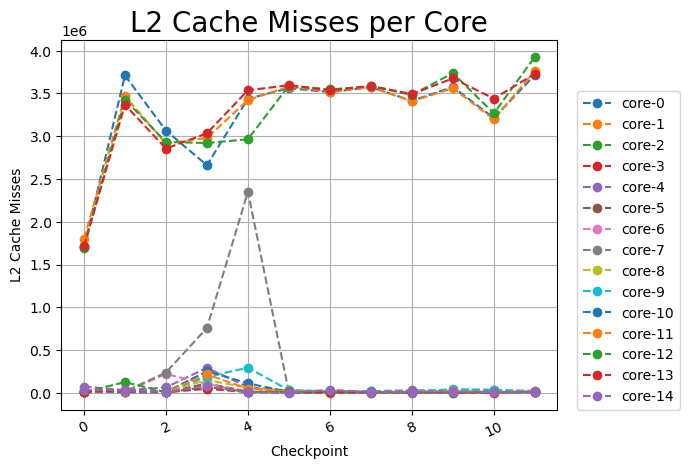 L2 Cache Misses per Core
1e6
4.0
3.5
3.0
2.5
2.0
1.5
1.0
0.5
0.0
L2 Cache Misses
0
2
4
6
8
10
Checkpoint
core-0
core-1
core-2
core-3
core-4
core-5
core-6
core-7
core-8
core-9
core-10
core-11
core-12
core-13
core-14